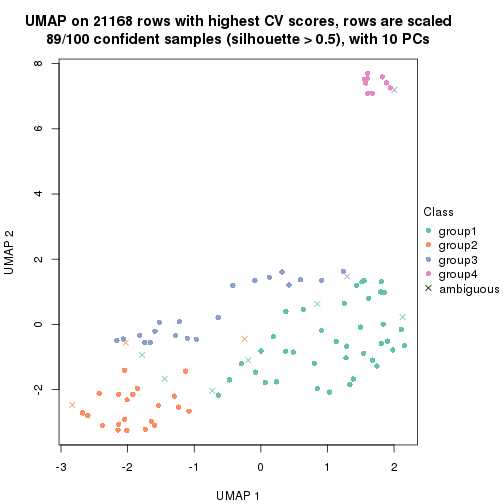 UMAP on 21168 rows with highest CV scores, rows are scaled
89/100 confident samples (silhouette > 0.5), with 10 PCs
8
6
4
2
0
-2
UMAP 2
-3
-2
-1
0
1
2
UMAP 1
Class
group1
group2
group3
group4
ambiguous